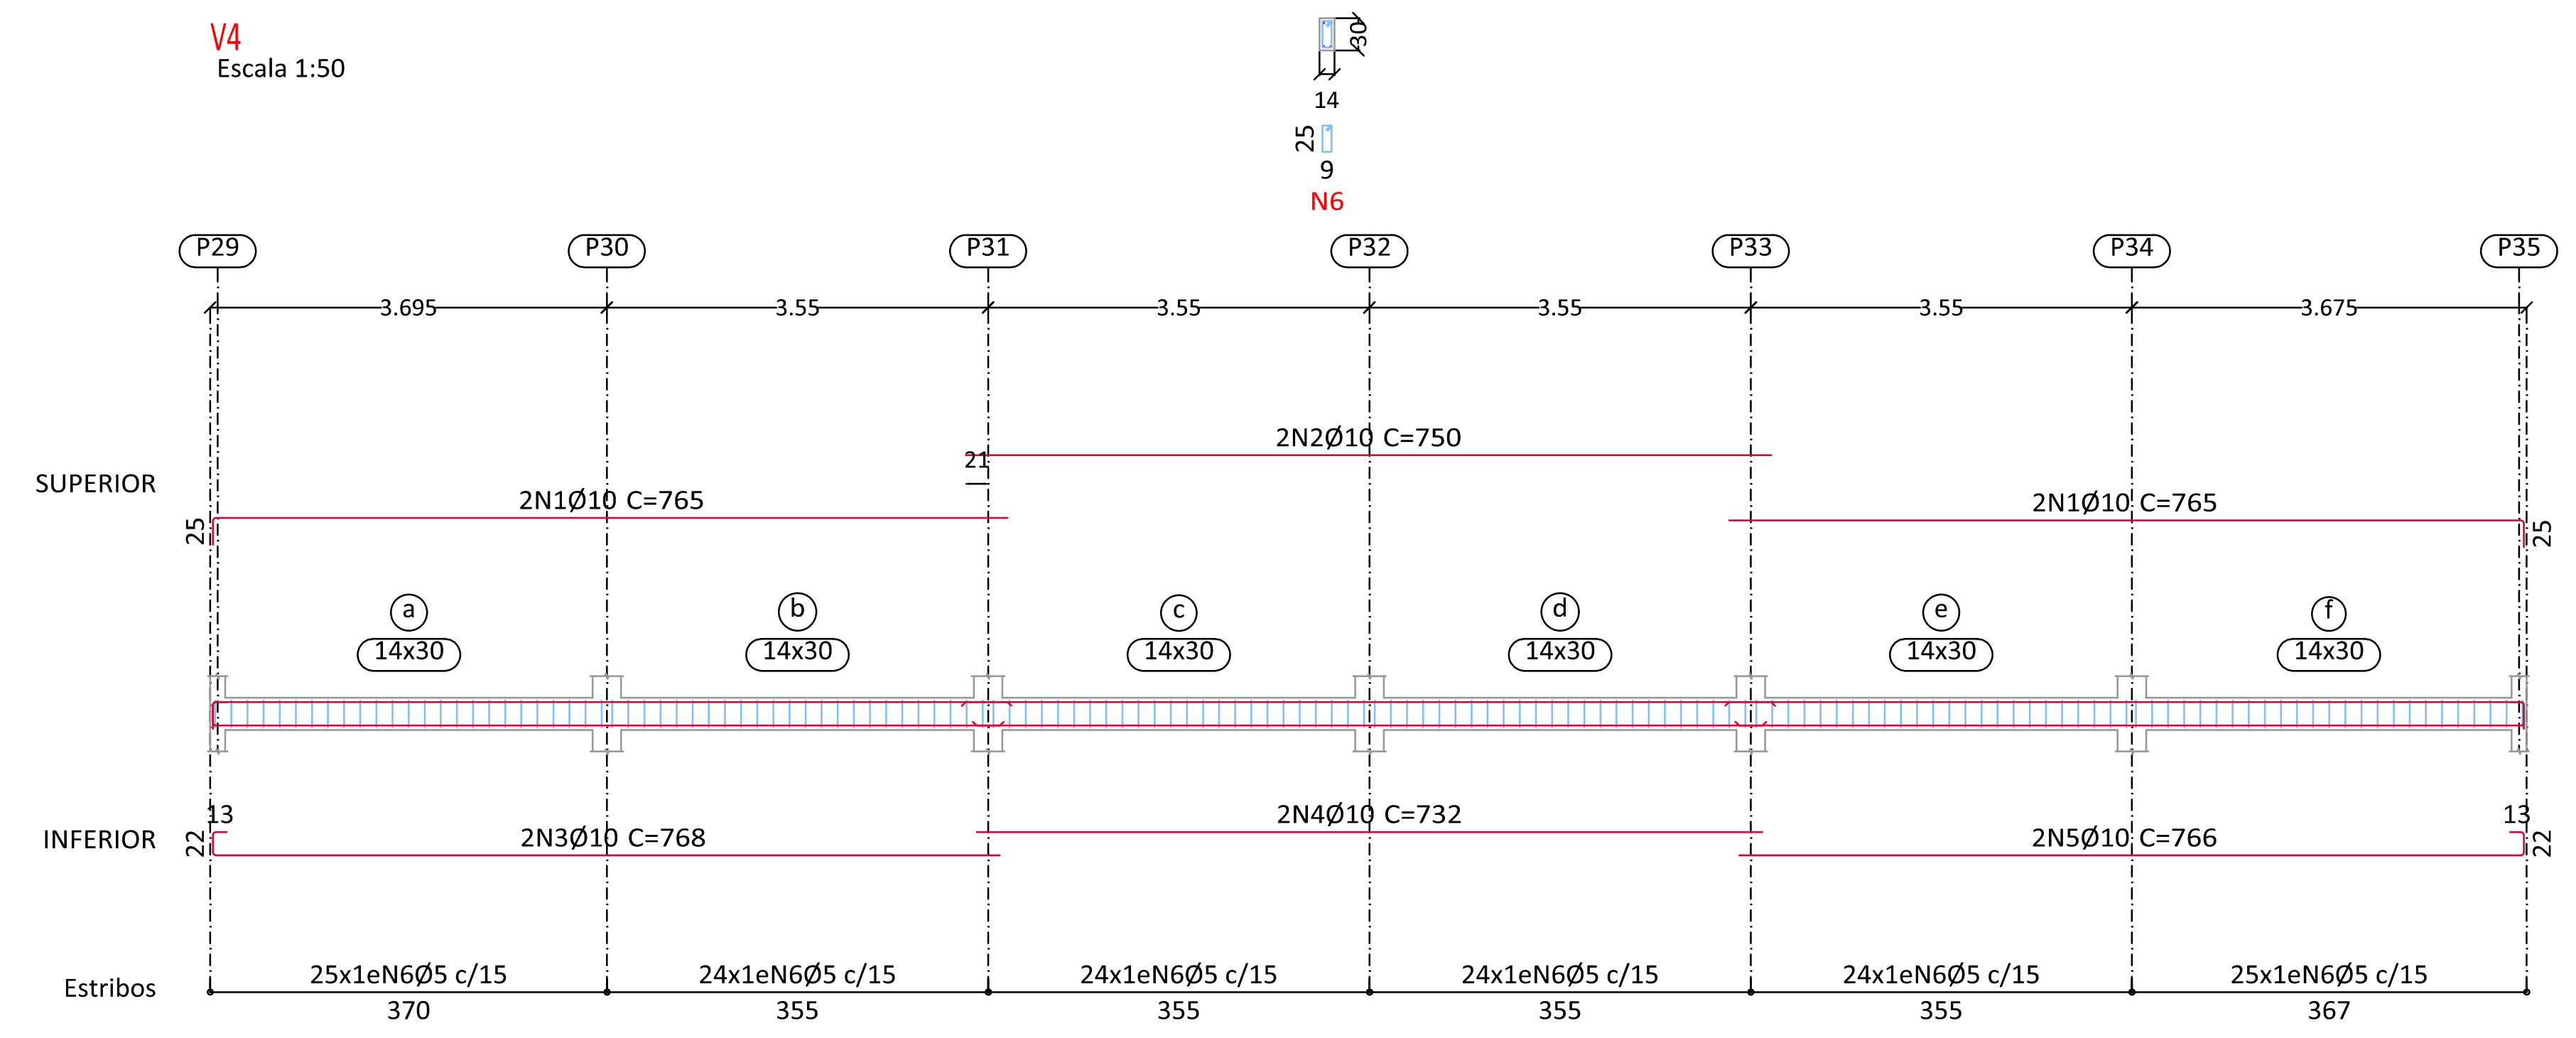 V4
Escala 1:50
30
14
25
9
N6
P29 P30 P31 P32 P33 P34 P35
3.695 3.55 3.55 3.55 3.55 3.675
2N2Ø10 C=750
21
SUPERIOR
2N1Ø10 C=765 2N1Ø10 C=765
25 25
a b c d e f
14x30 14x30 14x30 14x30 14x30 14x30
13 2N4Ø10 C=732 13
INFERIOR 22 2N3Ø10 C=768 2N5Ø10 C=766 22
Estribos 25x1eN6Ø5 c/15 24x1eN6Ø5 c/15 24x1eN6Ø5 c/15 24x1eN6Ø5 c/15 24x1eN6Ø5 c/15 25x1eN6Ø5 c/15
370 355 355 355 355 367